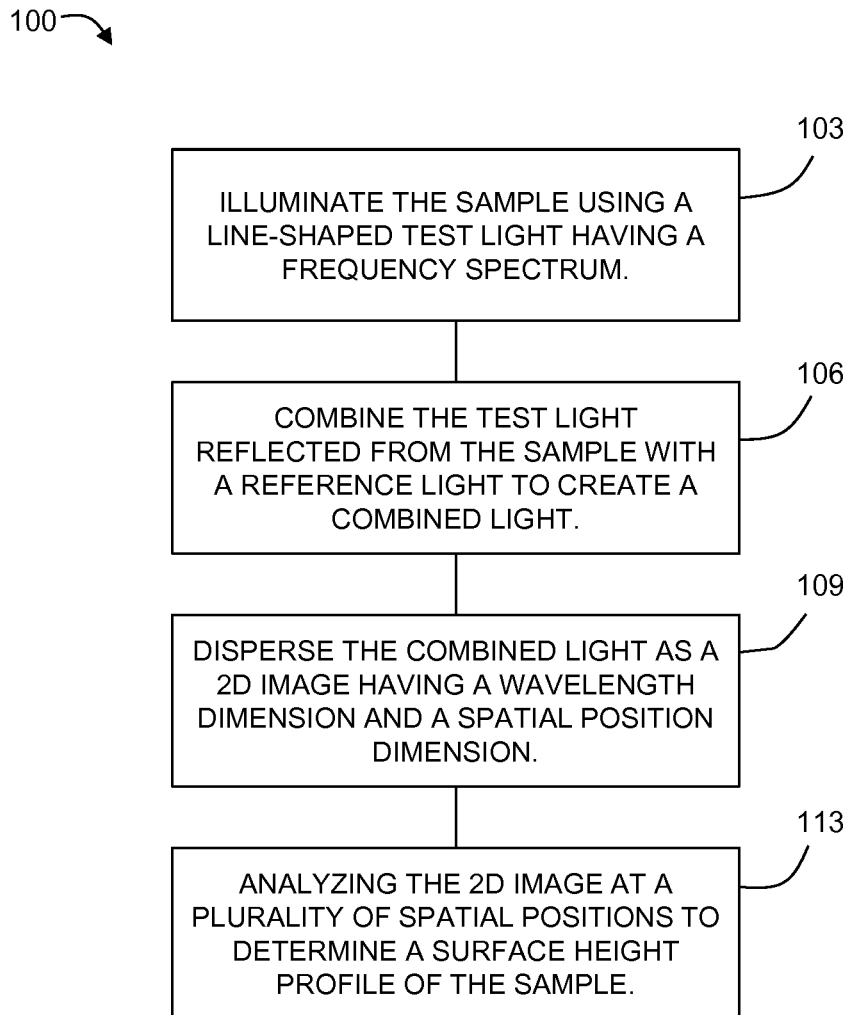 100
103
ILLUMINATE THE SAMPLE USING A
LINE-SHAPED TEST LIGHT HAVING A
FREQUENCY SPECTRUM.
106
COMBINE THE TEST LIGHT
REFLECTED FROM THE SAMPLE WITH
A REFERENCE LIGHT TO CREATE A
COMBINED LIGHT.
109
DISPERSE THE COMBINED LIGHT AS A
2D IMAGE HAVING A WAVELENGTH
DIMENSION AND A SPATIAL POSITION
DIMENSION.
113
ANALYZING THE 2D IMAGE AT A
PLURALITY OF SPATIAL POSITIONS TO
DETERMINE A SURFACE HEIGHT
PROFILE OF THE SAMPLE.